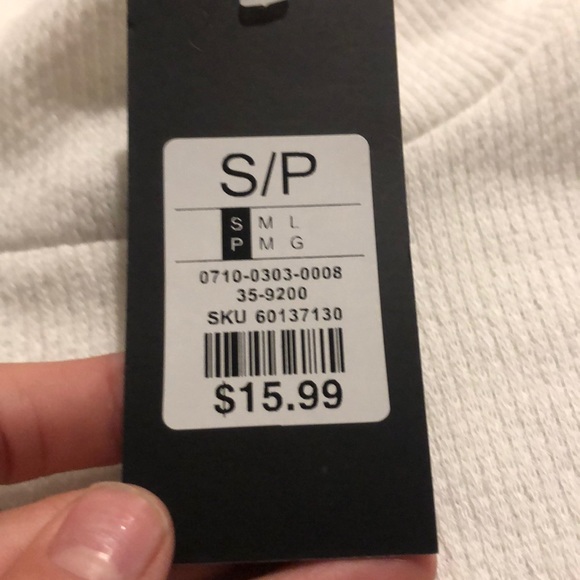 S/P
S M L
P M G
0710-0303-0008
35-9200
SKU 60137130
$15.99